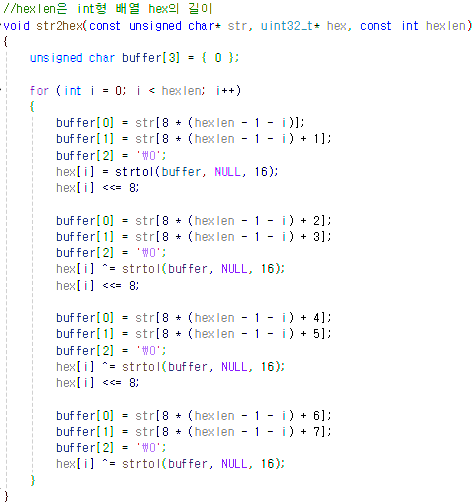 //hexlen은 int형 배열 hex의 길이
void str2hex(const unsigned char* str, uint32_t* hex, const int hexlen)
{
    unsigned char buffer[3] = { 0 };

    for (int i = 0; i < hexlen; i++)
    {
        buffer[0] = str[8 * (hexlen - 1 - i)];
        buffer[1] = str[8 * (hexlen - 1 - i) + 1];
        buffer[2] = '₩0';
        hex[i] = strtol(buffer, NULL, 16);
        hex[i] <<= 8;

        buffer[0] = str[8 * (hexlen - 1 - i) + 2];
        buffer[1] = str[8 * (hexlen - 1 - i) + 3];
        buffer[2] = '₩0';
        hex[i] ^= strtol(buffer, NULL, 16);
        hex[i] <<= 8;

        buffer[0] = str[8 * (hexlen - 1 - i) + 4];
        buffer[1] = str[8 * (hexlen - 1 - i) + 5];
        buffer[2] = '₩0';
        hex[i] ^= strtol(buffer, NULL, 16);
        hex[i] <<= 8;

        buffer[0] = str[8 * (hexlen - 1 - i) + 6];
        buffer[1] = str[8 * (hexlen - 1 - i) + 7];
        buffer[2] = '₩0';
        hex[i] ^= strtol(buffer, NULL, 16);
    }
}